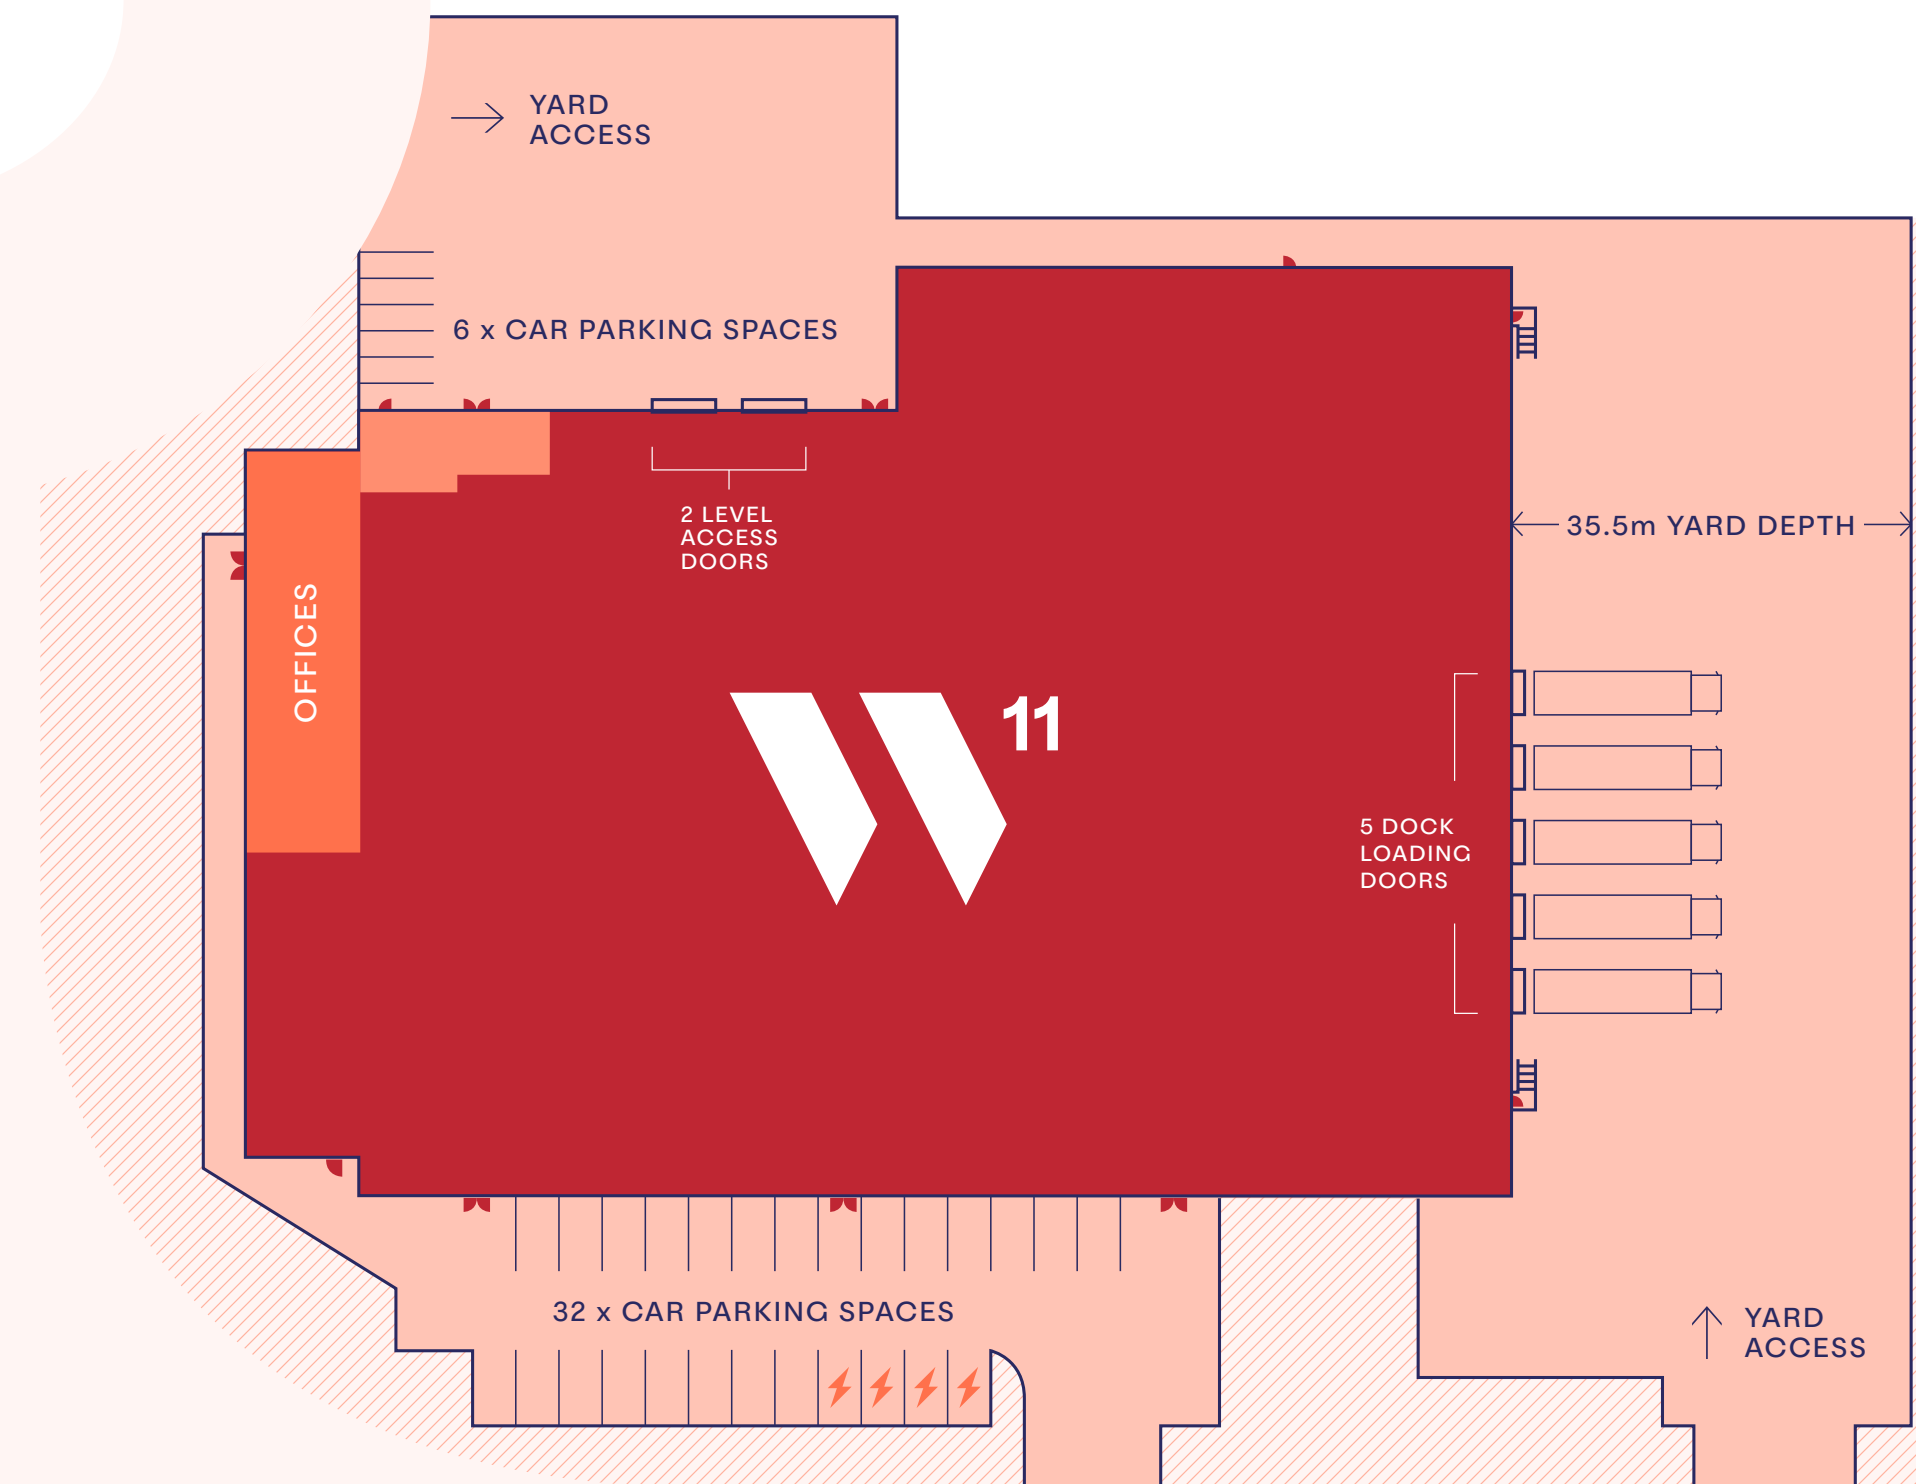 YARD
ACCESS
6 x CAR PARKING SPACES
2 LEVEL
ACCESS
DOORS
35.5m YARD DEPTH
OFFICES
11
5 DOCK
LOADING
DOORS
32 x CAR PARKING SPACES
YARD
ACCESS